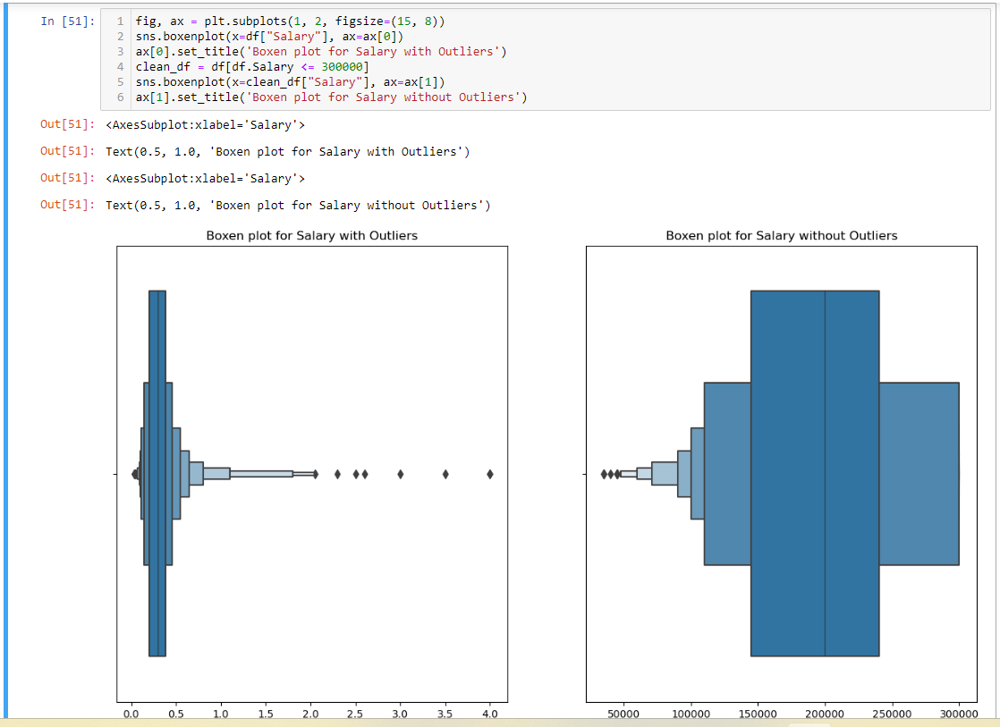 In [51]:
1 fig, ax = plt.subplots(1, 2, figsize=(15, 8))
2 sns.boxenplot(x=df["Salary"], ax=ax[0])
3 ax[0].set_title('Boxen plot for Salary with Outliers')
4 clean_df = df[df.Salary <= 300000]
5 sns.boxenplot(x=clean_df["Salary"], ax=ax[1])
6 ax[1].set_title('Boxen plot for Salary without Outliers')
Out[51]: <AxesSubplot:xlabel='Salary'>
Out[51]: Text(0.5, 1.0, 'Boxen plot for Salary with Outliers')
Out[51]: <AxesSubplot:xlabel='Salary'>
Out[51]: Text(0.5, 1.0, 'Boxen plot for Salary without Outliers')
Boxen plot for Salary with Outliers
0.0 0.5 1.0 1.5 2.0 2.5 3.0 3.5 4.0
Boxen plot for Salary without Outliers
50000 100000 150000 200000 250000 300000